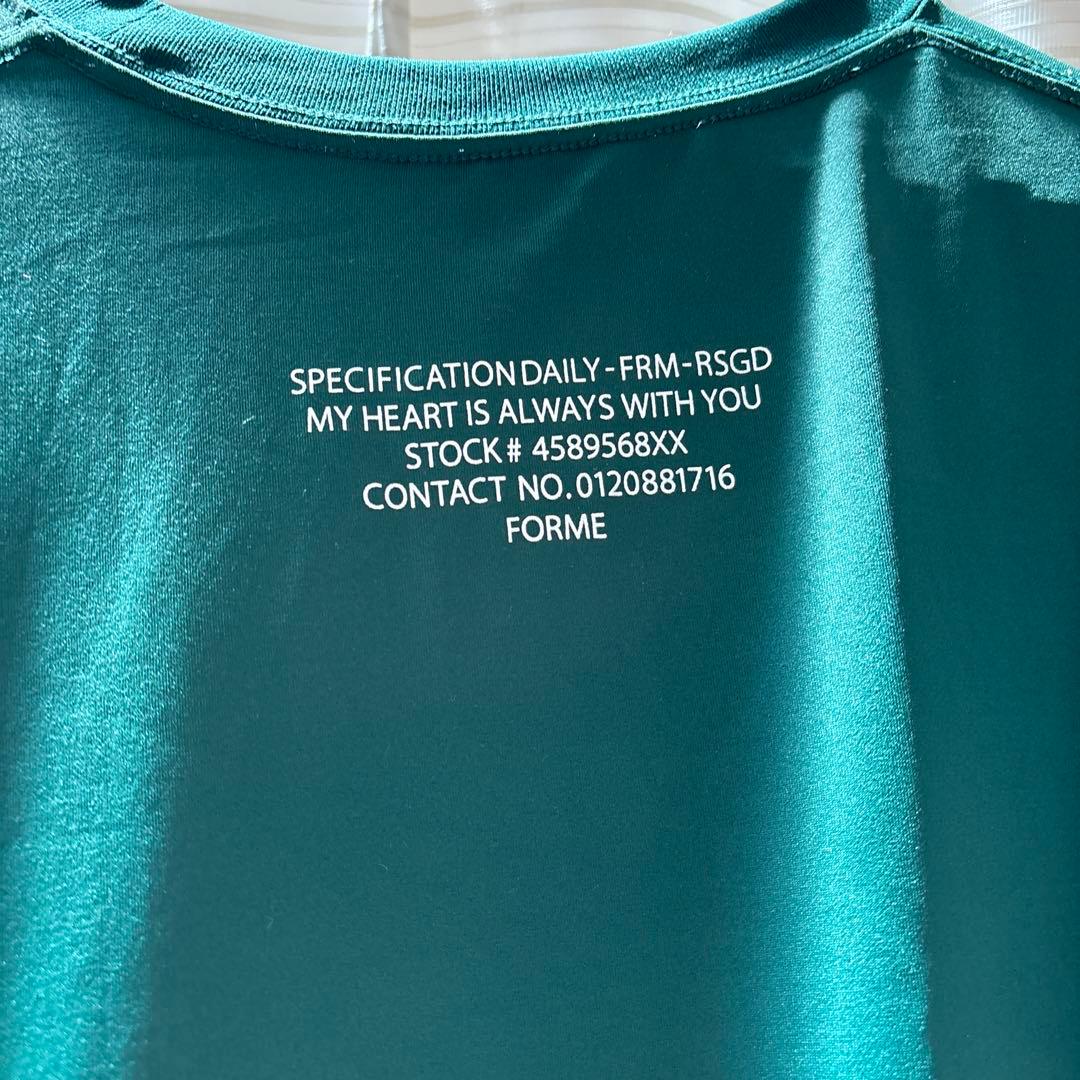 SPECIFICATION DAILY-FRM-RSGD
MY HEART IS ALWAYS WITH YOU
STOCK# 4589568XX
CONTACT NO.0120881716
FORME